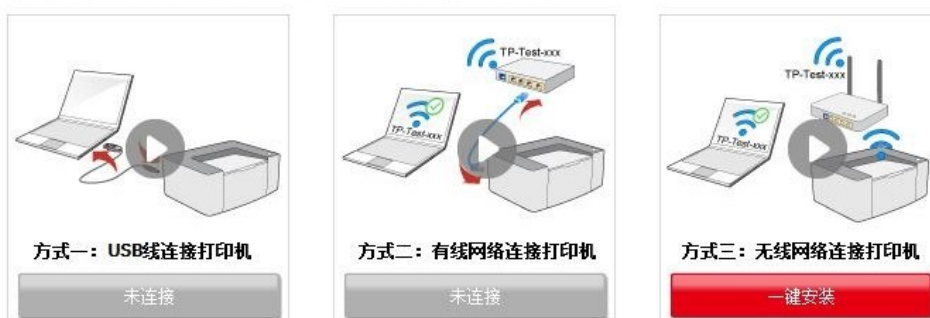 TP-Test-xxx
TP-Test-xxx
TP-Test-xxx
TP-Test-xxx
方式一：USB线连接打印机
方式二：有线网络连接打印机
方式三：无线网络连接打印机
未连接
未连接
一键安装